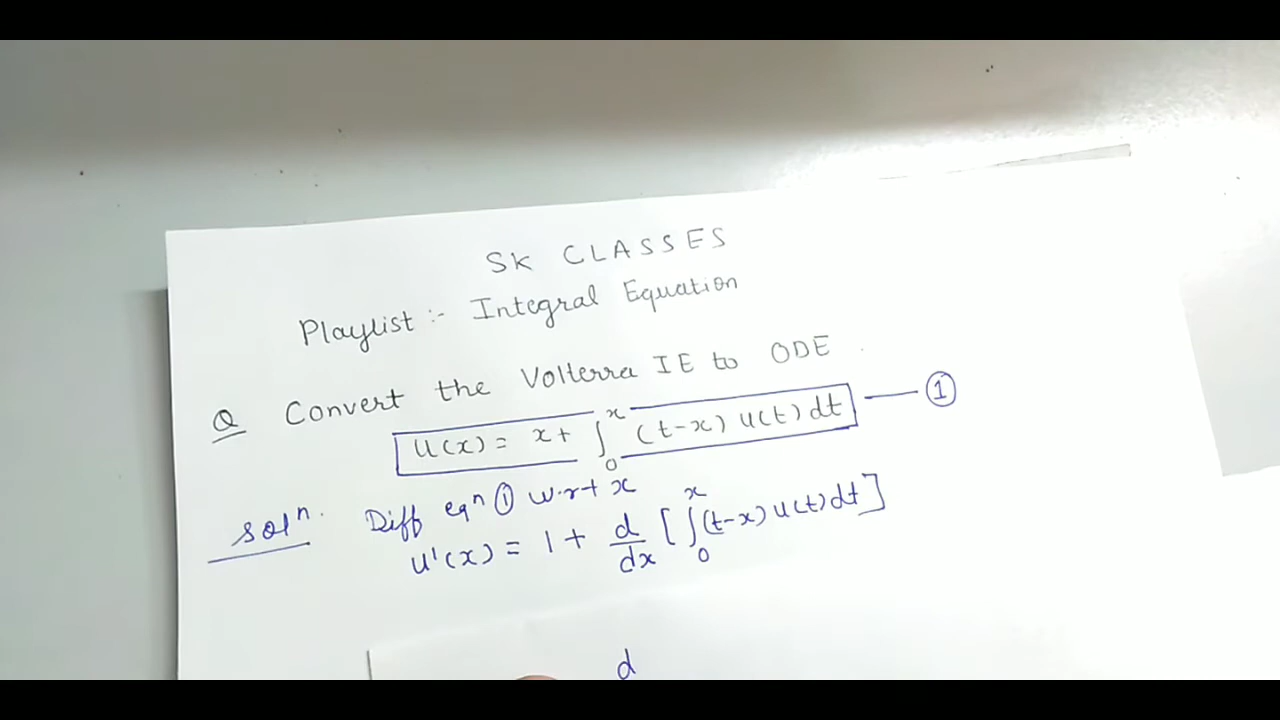 SK CLASSES
Playlist :- Integral Equation
Q Convert the Volterra IE to ODE
u(x) = x + ∫₀ˣ (t-x) u(t) dt — ①
Solⁿ. Diff eqⁿ ① w.r.t x
u'(x) = 1 + d/dx [ ∫₀ˣ (t-x) u(t) dt ]
d